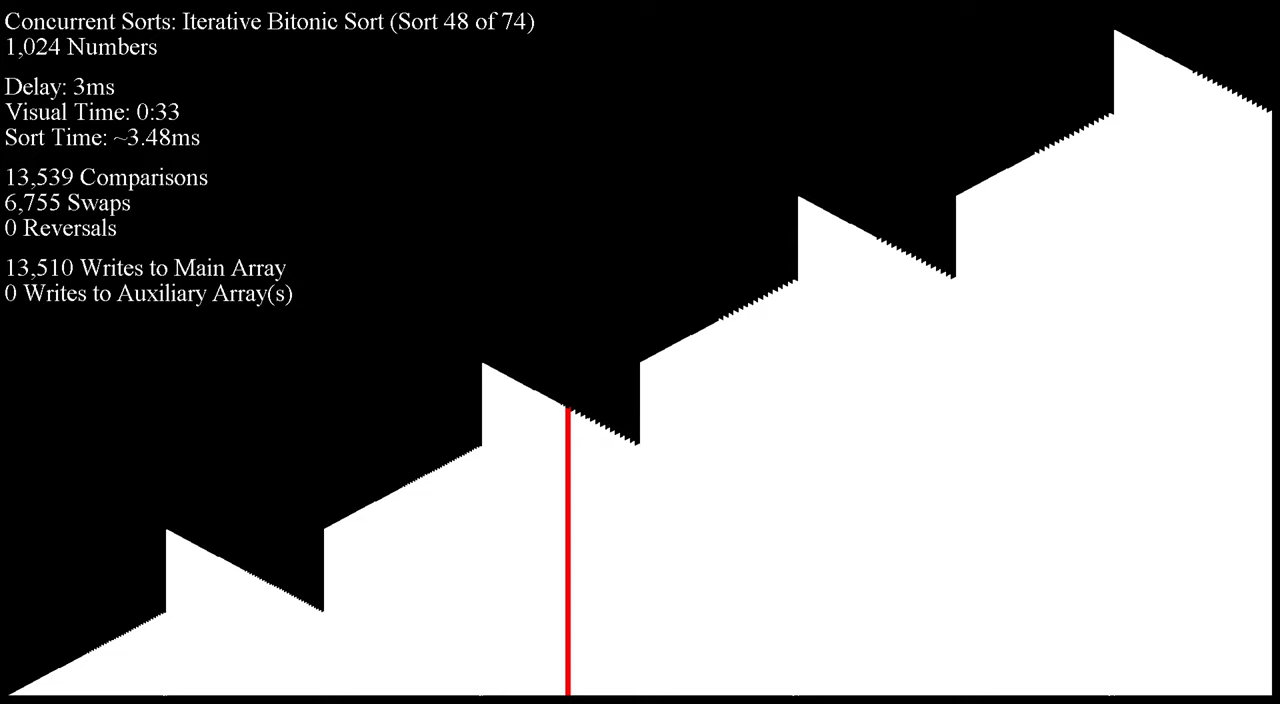 Concurrent Sorts: Iterative Bitonic Sort (Sort 48 of 74)
1,024 Numbers
Delay: 3ms
Visual Time: 0:33
Sort Time: ~3.48ms
13,539 Comparisons
6,755 Swaps
0 Reversals
13,510 Writes to Main Array
0 Writes to Auxiliary Array(s)